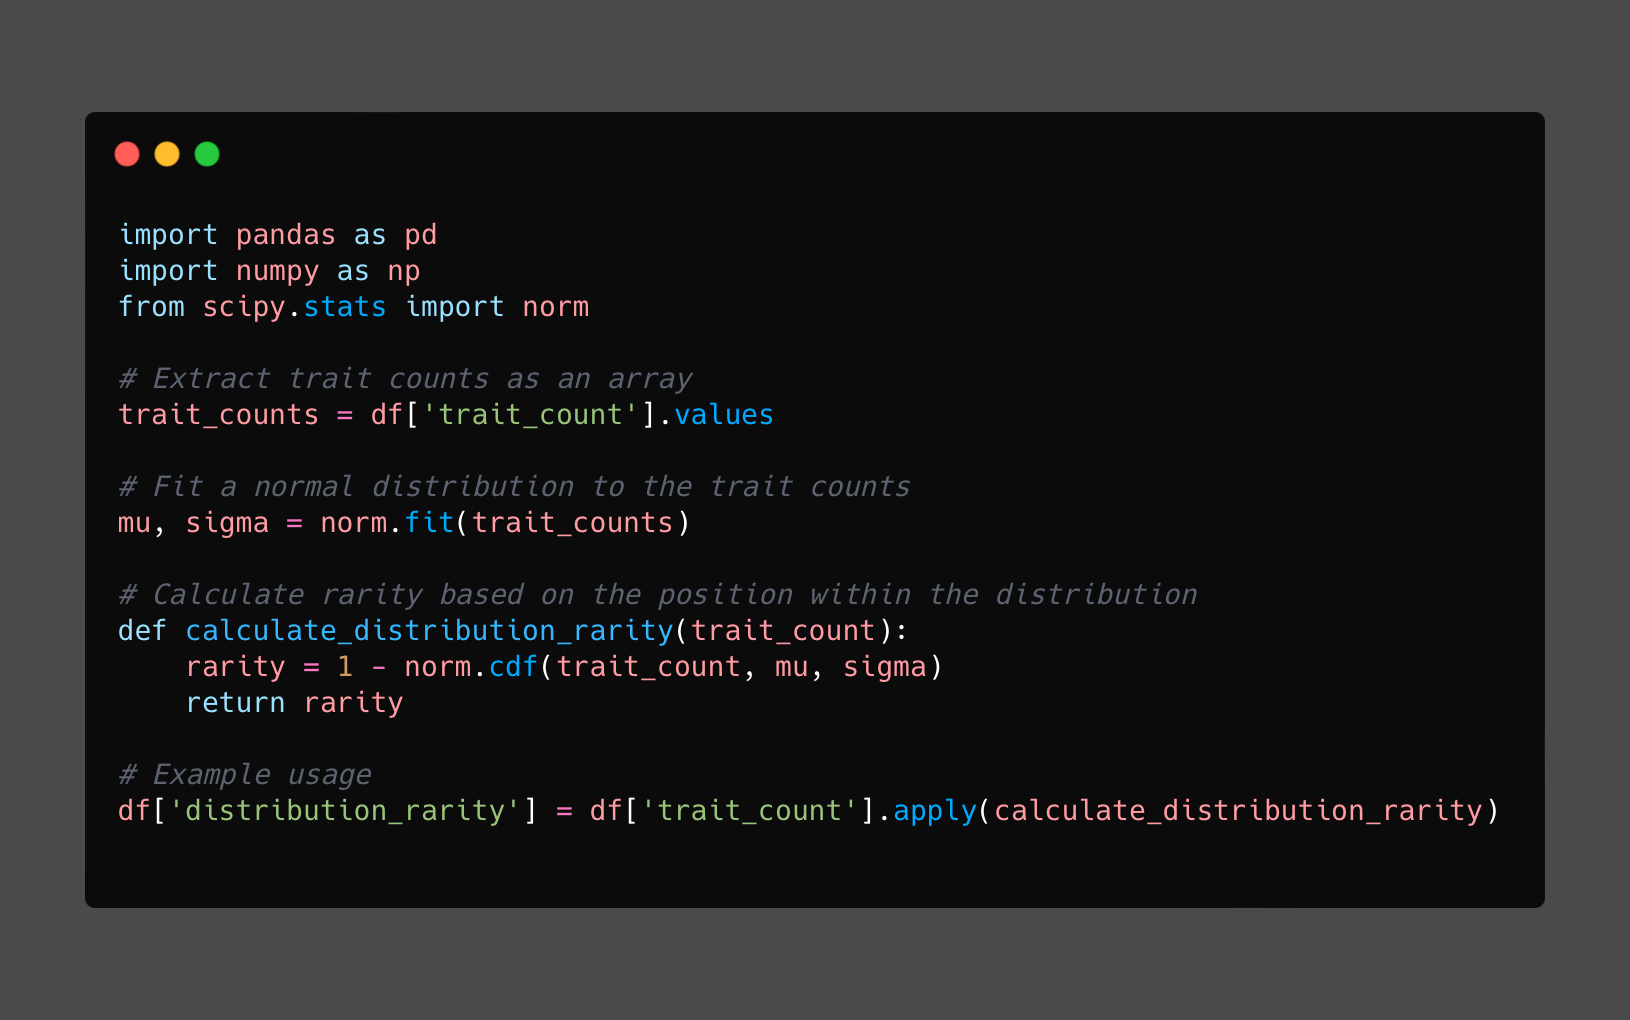 import pandas as pd
import numpy as np
from scipy.stats import norm

# Extract trait counts as an array
trait_counts = df['trait_count'].values

# Fit a normal distribution to the trait counts
mu, sigma = norm.fit(trait_counts)

# Calculate rarity based on the position within the distribution
def calculate_distribution_rarity(trait_count):
    rarity = 1 - norm.cdf(trait_count, mu, sigma)
    return rarity

# Example usage
df['distribution_rarity'] = df['trait_count'].apply(calculate_distribution_rarity)